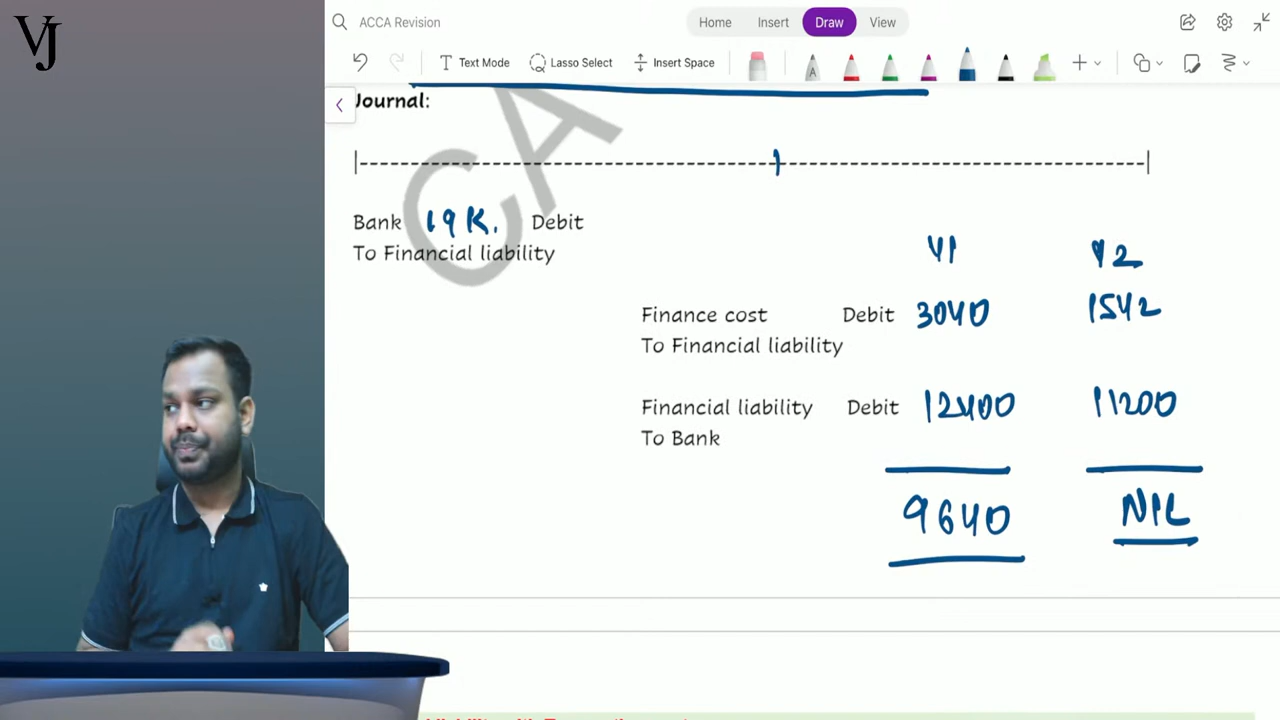 VJ
ACCA Revision
Home Insert Draw View
Text Mode Lasso Select Insert Space
Journal:
CA
Bank 19K. Debit
To Financial liability
Y1 Y2
Finance cost Debit 3040 1542
To Financial liability
Financial liability Debit 12400 11200
To Bank
9640 NIL